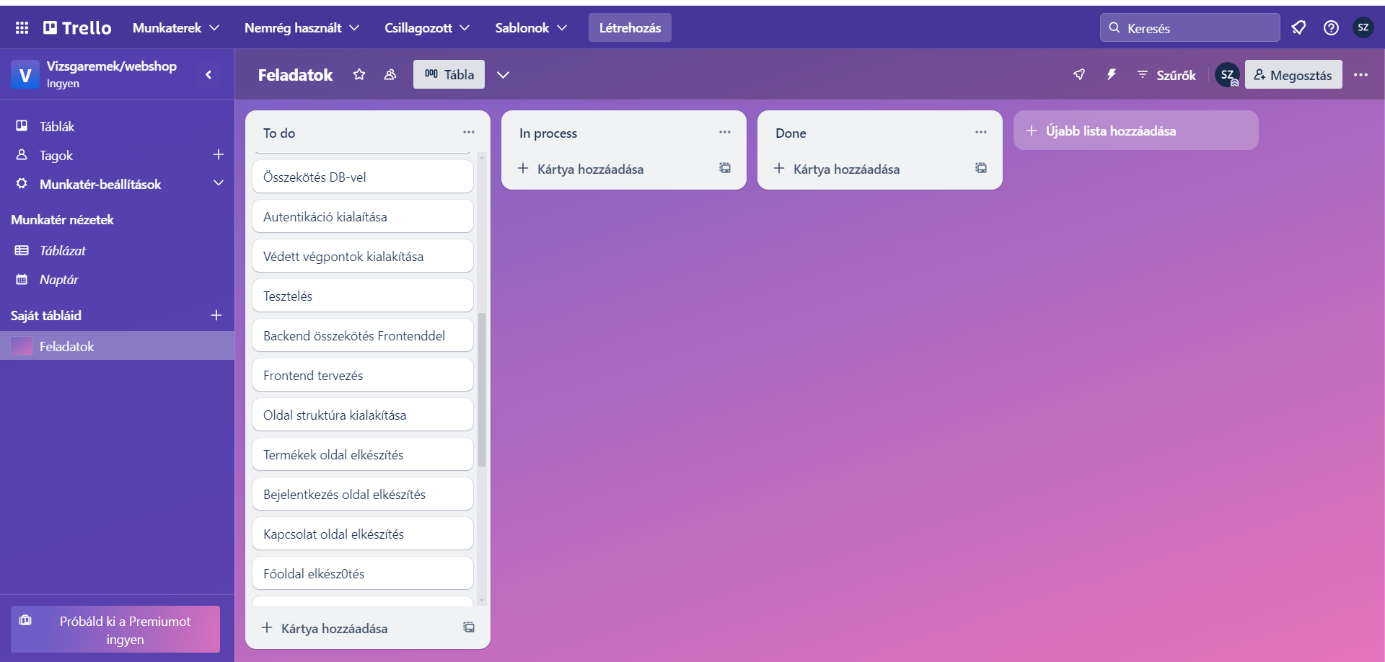 Trello
Munkaterek
Nemrég használt
Csillagozott
Sablonok
Létrehozás
Keresés
SZ
V
Vizsgaremek/webshop
Ingyen
Táblák
Tagok
Munkatér-beállítások
Munkatér nézetek
Táblázat
Naptár
Saját tábláid
Feladatok
Próbáld ki a Premiumot
ingyen
Feladatok
Tábla
Szűrők
SZ
Megosztás
To do
Összekötés DB-vel
Autentikáció kialaítása
Védett végpontok kialakítása
Tesztelés
Backend összekötés Frontenddel
Frontend tervezés
Oldal struktúra kialakítása
Termékek oldal elkészítés
Bejelentkezés oldal elkészítés
Kapcsolat oldal elkészítés
Főoldal elkész0tés
+ Kártya hozzáadása
In process
+ Kártya hozzáadása
Done
+ Kártya hozzáadása
+ Újabb lista hozzáadása